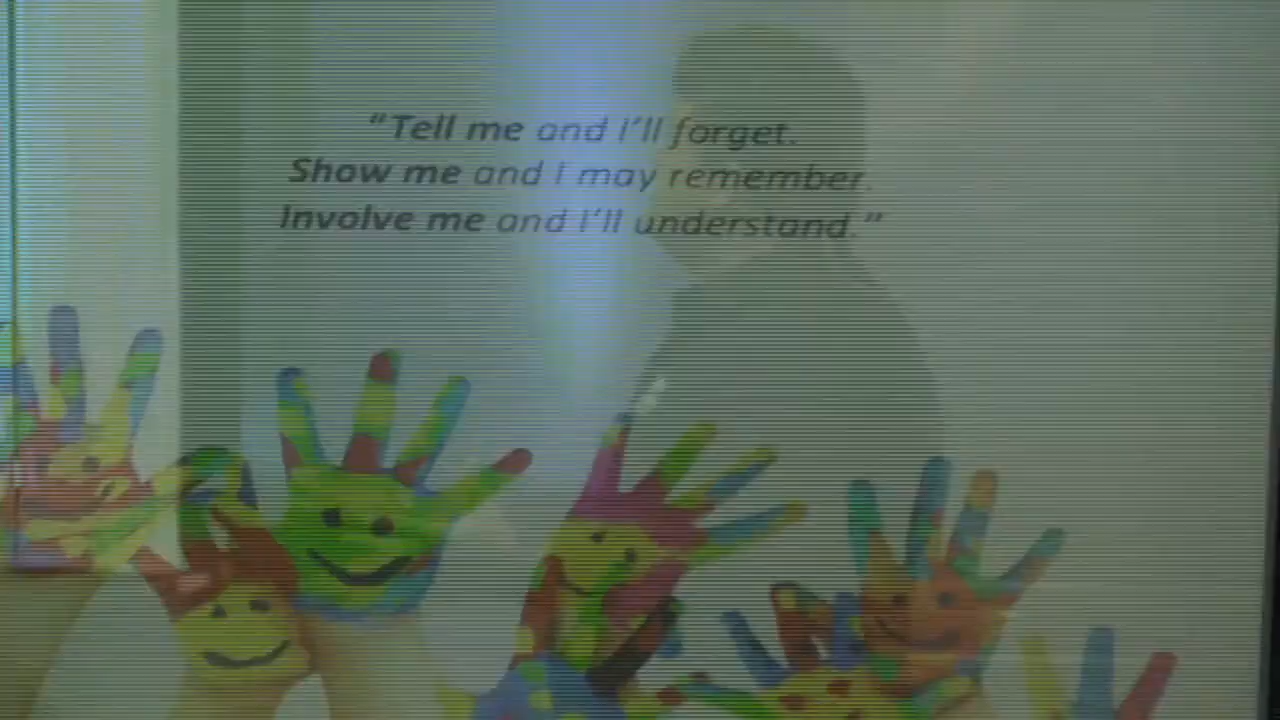 “Tell me and I’ll forget.
Show me and I may remember.
Involve me and I’ll understand.”